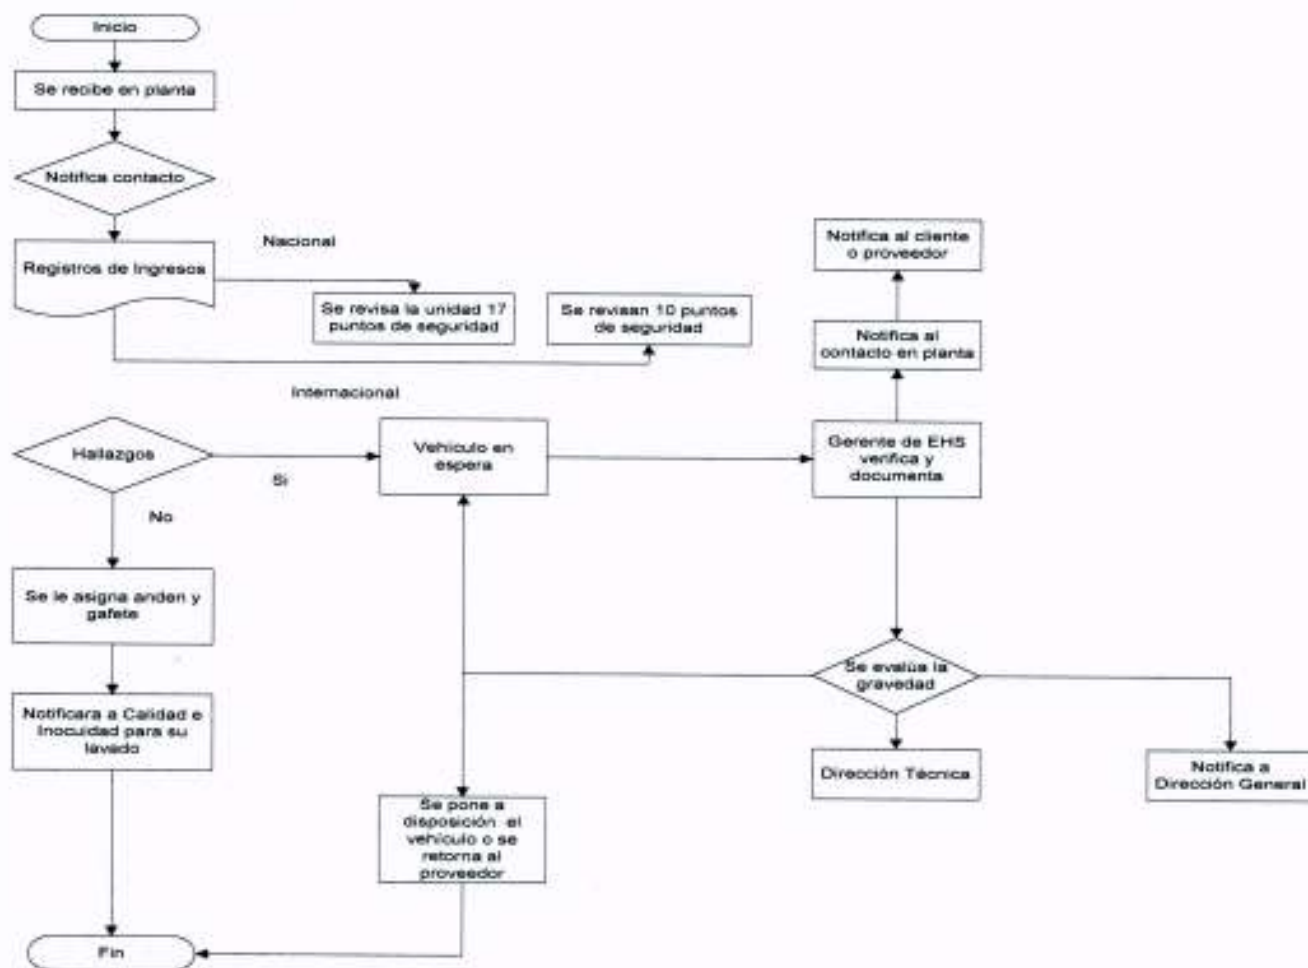 Inicio
Se recibe en planta
Notifica contacto
Registros de Ingresos
Nacional
Se revisa la unidad 17
puntos de seguridad
Se revisan 10 puntos
de seguridad
Internacional
Notifica al cliente
o proveedor
Notifica al
contacto en planta
Hallazgos
Si
No
Vehículo en
espera
Gerente de EHS
verifica y
documenta
Se le asigna anden y
gafete
Se evalúa la
gravedad
Notificara a Calidad e
Inocuidad para su
lavado
Dirección Técnica
Notifica a
Dirección General
Se pone a
disposición el
vehículo o se
retorna al
proveedor
Fin